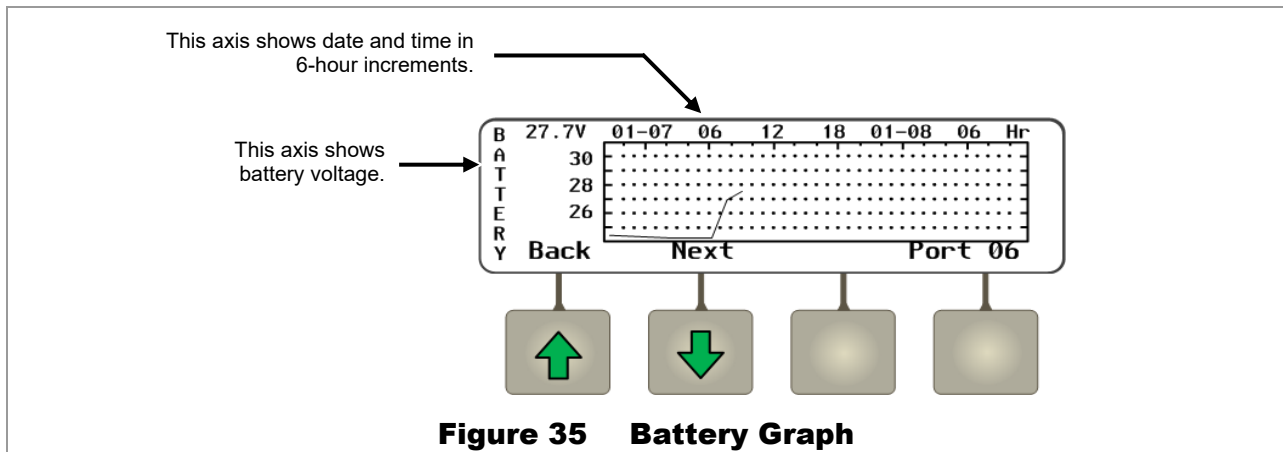 This axis shows date and time in
6-hour increments.
This axis shows
battery voltage.
BATTERY
27.7V 01-07 06 12 18 01-08 06 Hr
30
28
26
Back Next Port 06
Figure 35 Battery Graph